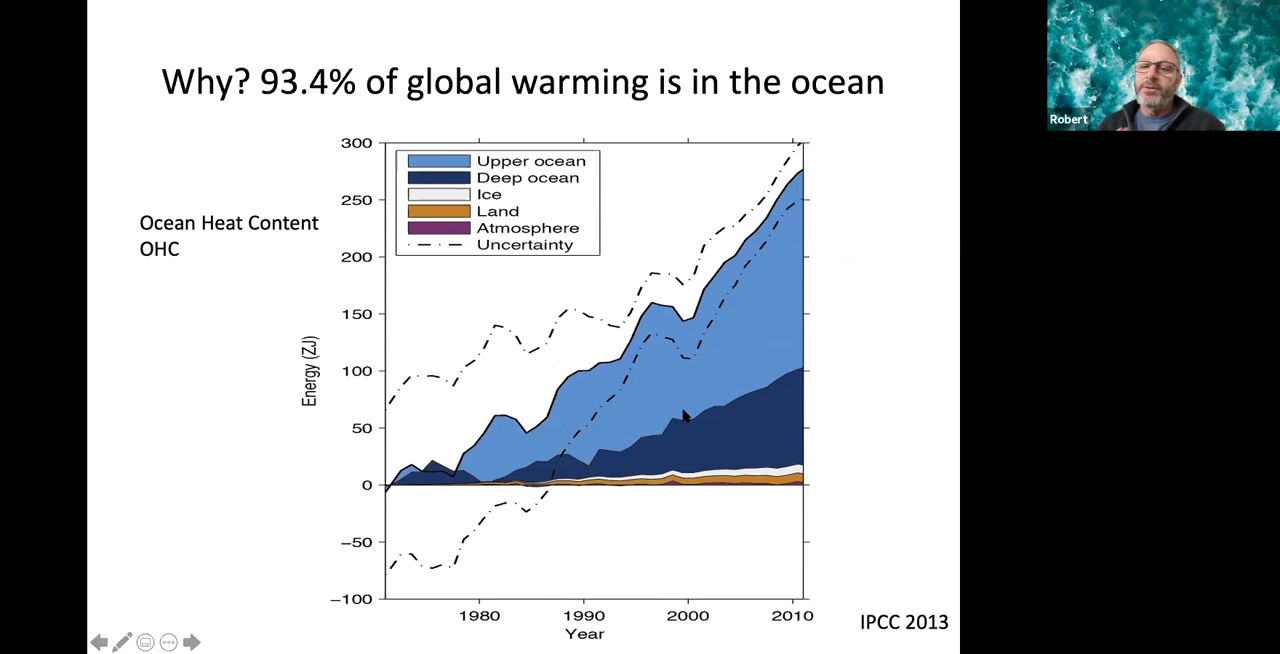 Why? 93.4% of global warming is in the ocean
Robert
Ocean Heat Content
OHC
300
250
200
150
100
50
0
−50
−100
Energy (ZJ)
Upper ocean
Deep ocean
Ice
Land
Atmosphere
Uncertainty
1980 1990 2000 2010
Year
IPCC 2013